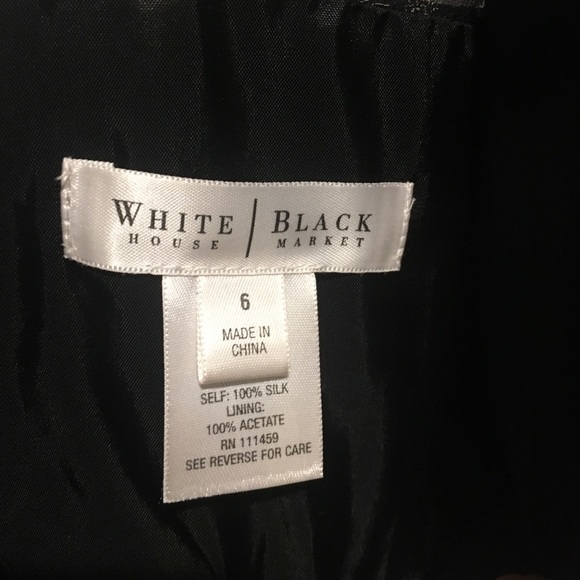 WHITE | BLACK
HOUSE MARKET
6
MADE IN
CHINA
SELF: 100% SILK
LINING:
100% ACETATE
RN 111459
SEE REVERSE FOR CARE